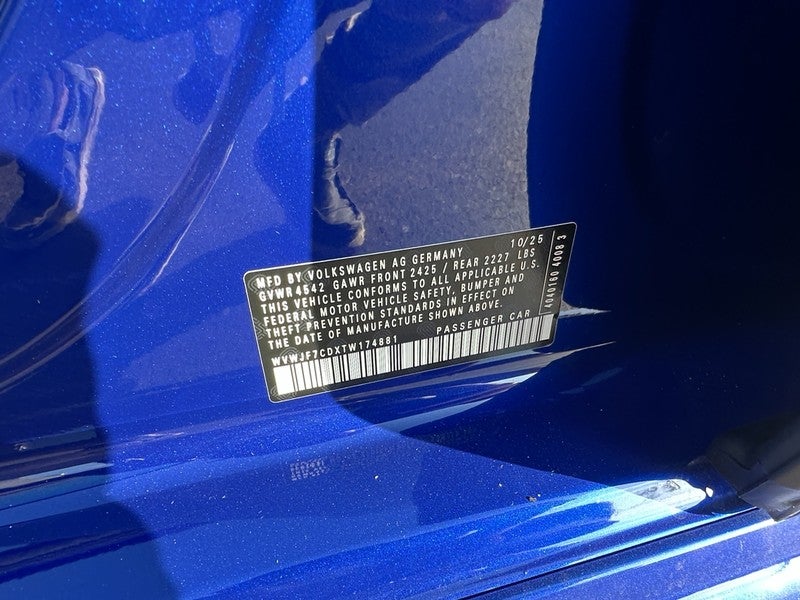 MFD BY VOLKSWAGEN AG GERMANY 10/25
GVWR 4542 GAWR FRONT 2425 / REAR 2227 LBS
THIS VEHICLE CONFORMS TO ALL APPLICABLE U.S.
FEDERAL MOTOR VEHICLE SAFETY, BUMPER AND
THEFT PREVENTION STANDARDS IN EFFECT ON
THE DATE OF MANUFACTURE SHOWN ABOVE.
WVWJF7CDXTW174881 PASSENGER CAR
4040160 4008 3